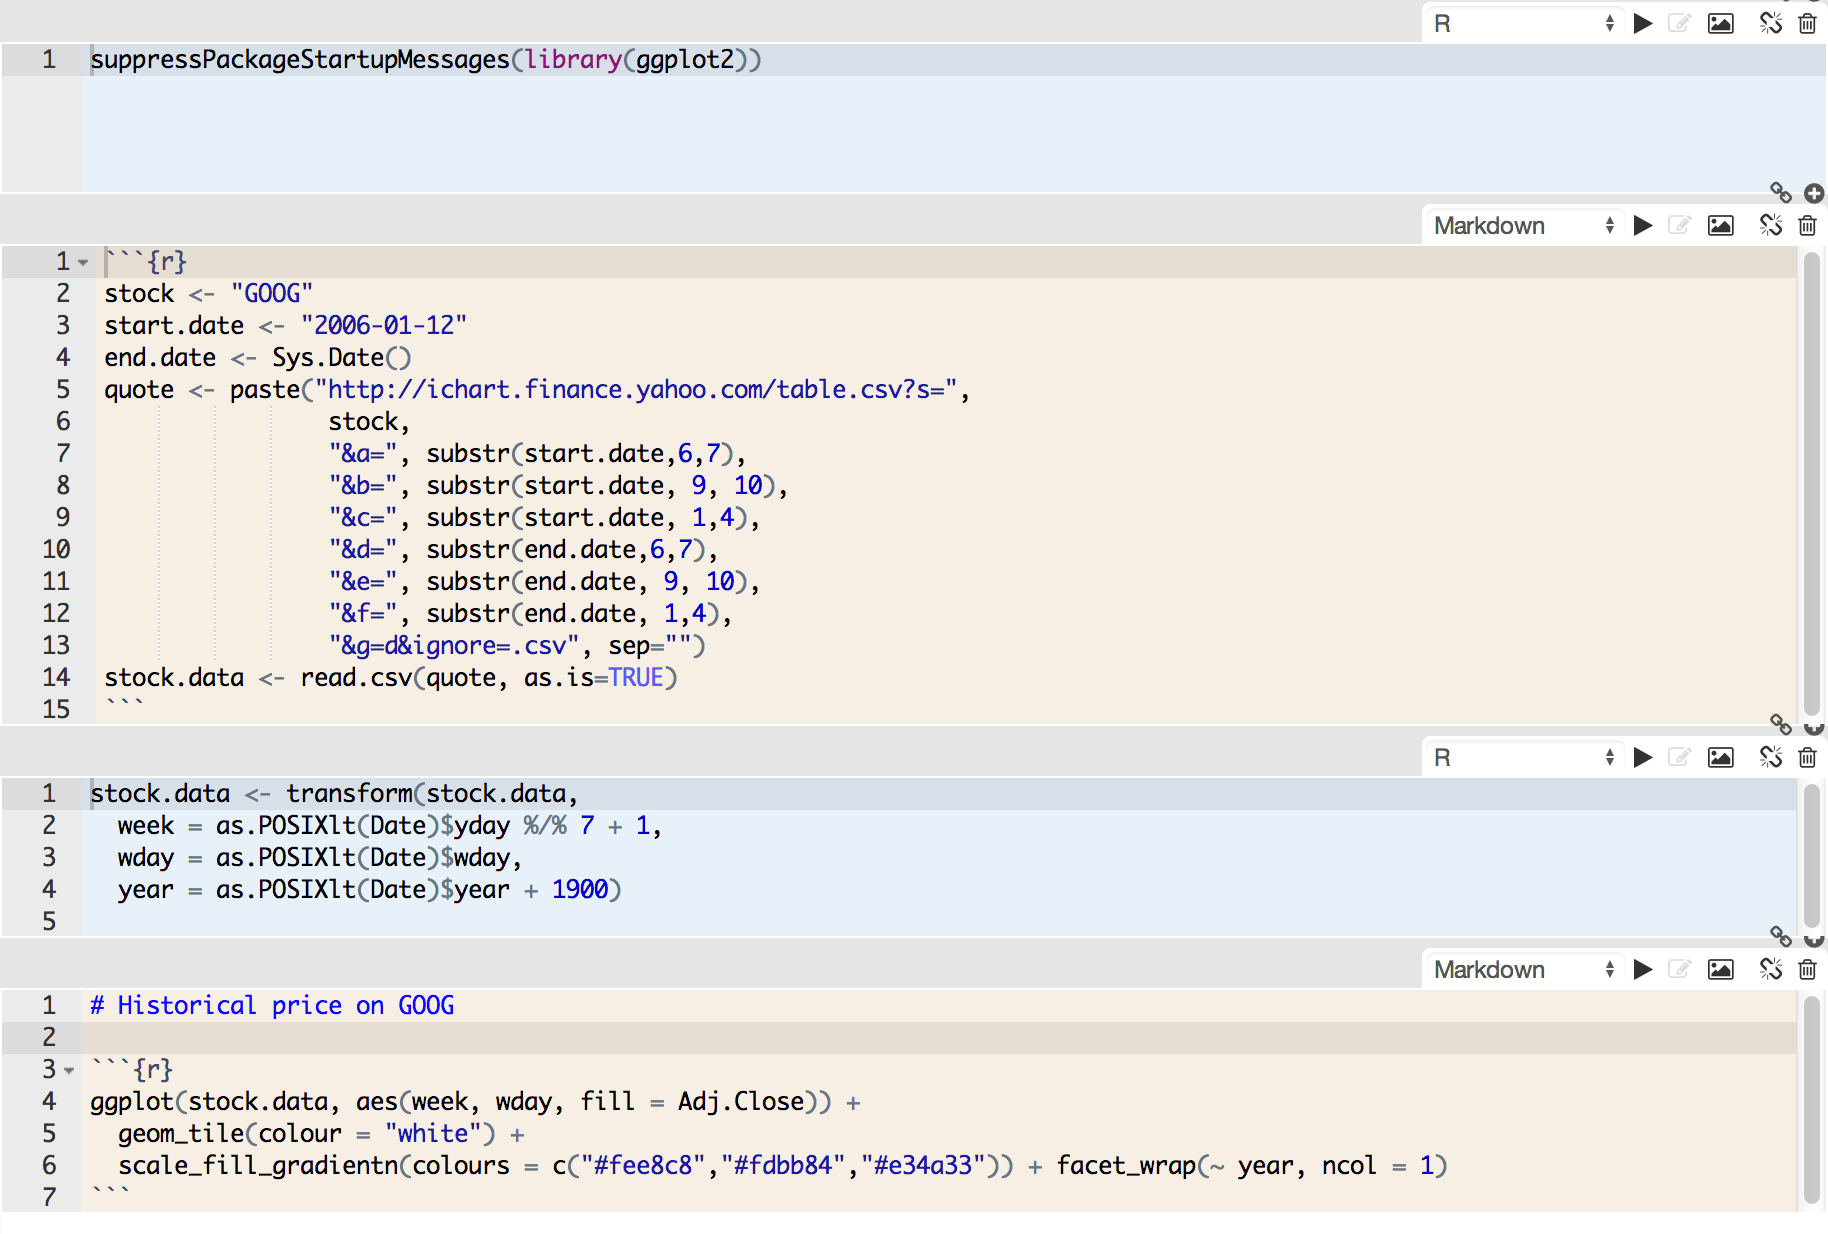 R
1 suppressPackageStartupMessages(library(ggplot2))
Markdown
1 ```{r}
2 stock <- "GOOG"
3 start.date <- "2006-01-12"
4 end.date <- Sys.Date()
5 quote <- paste("http://ichart.finance.yahoo.com/table.csv?s=",
6                 stock,
7                 "&a=", substr(start.date,6,7),
8                 "&b=", substr(start.date, 9, 10),
9                 "&c=", substr(start.date, 1,4),
10                 "&d=", substr(end.date,6,7),
11                 "&e=", substr(end.date, 9, 10),
12                 "&f=", substr(end.date, 1,4),
13                 "&g=d&ignore=.csv", sep="")
14 stock.data <- read.csv(quote, as.is=TRUE)
15 ```
R
1 stock.data <- transform(stock.data,
2   week = as.POSIXlt(Date)$yday %/% 7 + 1,
3   wday = as.POSIXlt(Date)$wday,
4   year = as.POSIXlt(Date)$year + 1900)
5
Markdown
1 # Historical price on GOOG
2
3 ```{r}
4 ggplot(stock.data, aes(week, wday, fill = Adj.Close)) +
5   geom_tile(colour = "white") +
6   scale_fill_gradientn(colours = c("#fee8c8","#fdbb84","#e34a33")) + facet_wrap(~ year, ncol = 1)
7 ```